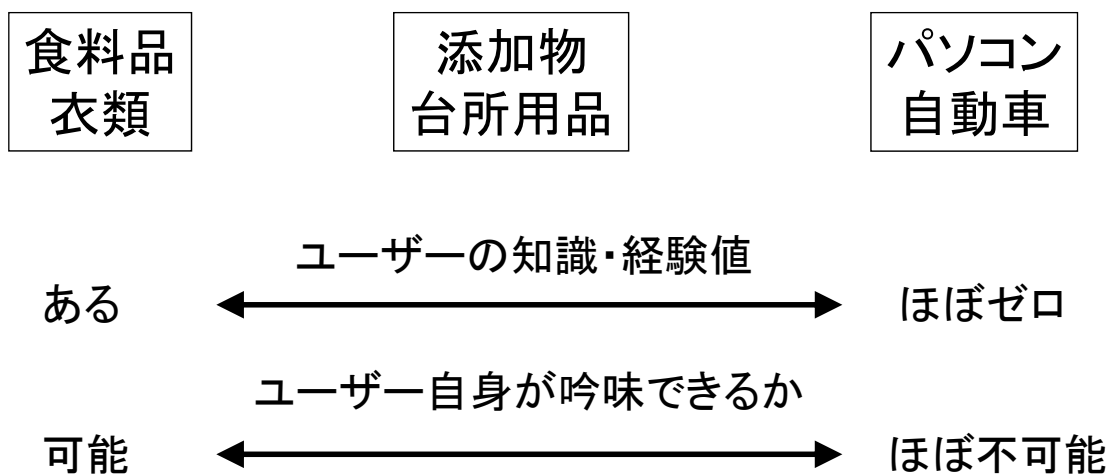 食料品
衣類
添加物
台所用品
パソコン
自動車
ユーザーの知識・経験値
ある
ほぼゼロ
ユーザー自身が吟味できるか
可能
ほぼ不可能